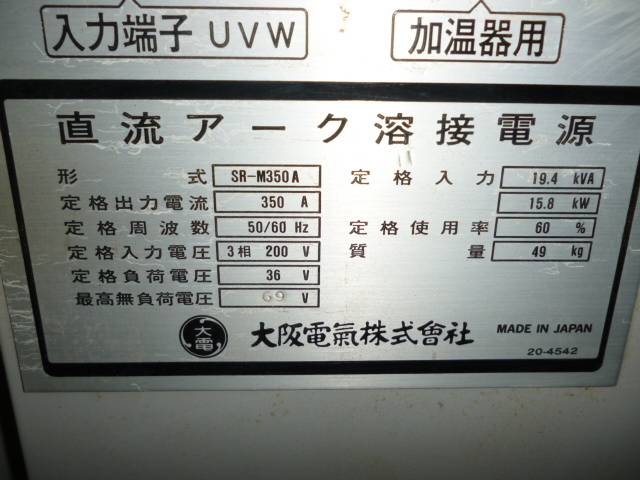 入力端子 UVW
加温器用
直流アーク溶接電源
形式 SR-M350A 定格入力 19.4 kVA
定格出力電流 350 A 15.8 kW
定格周波数 50/60 Hz 定格使用率 60 %
定格入力電圧 3相 200 V 質量 49 kg
定格負荷電圧 36 V
最高無負荷電圧 69 V
大電 大阪電氣株式會社 MADE IN JAPAN
20-4542